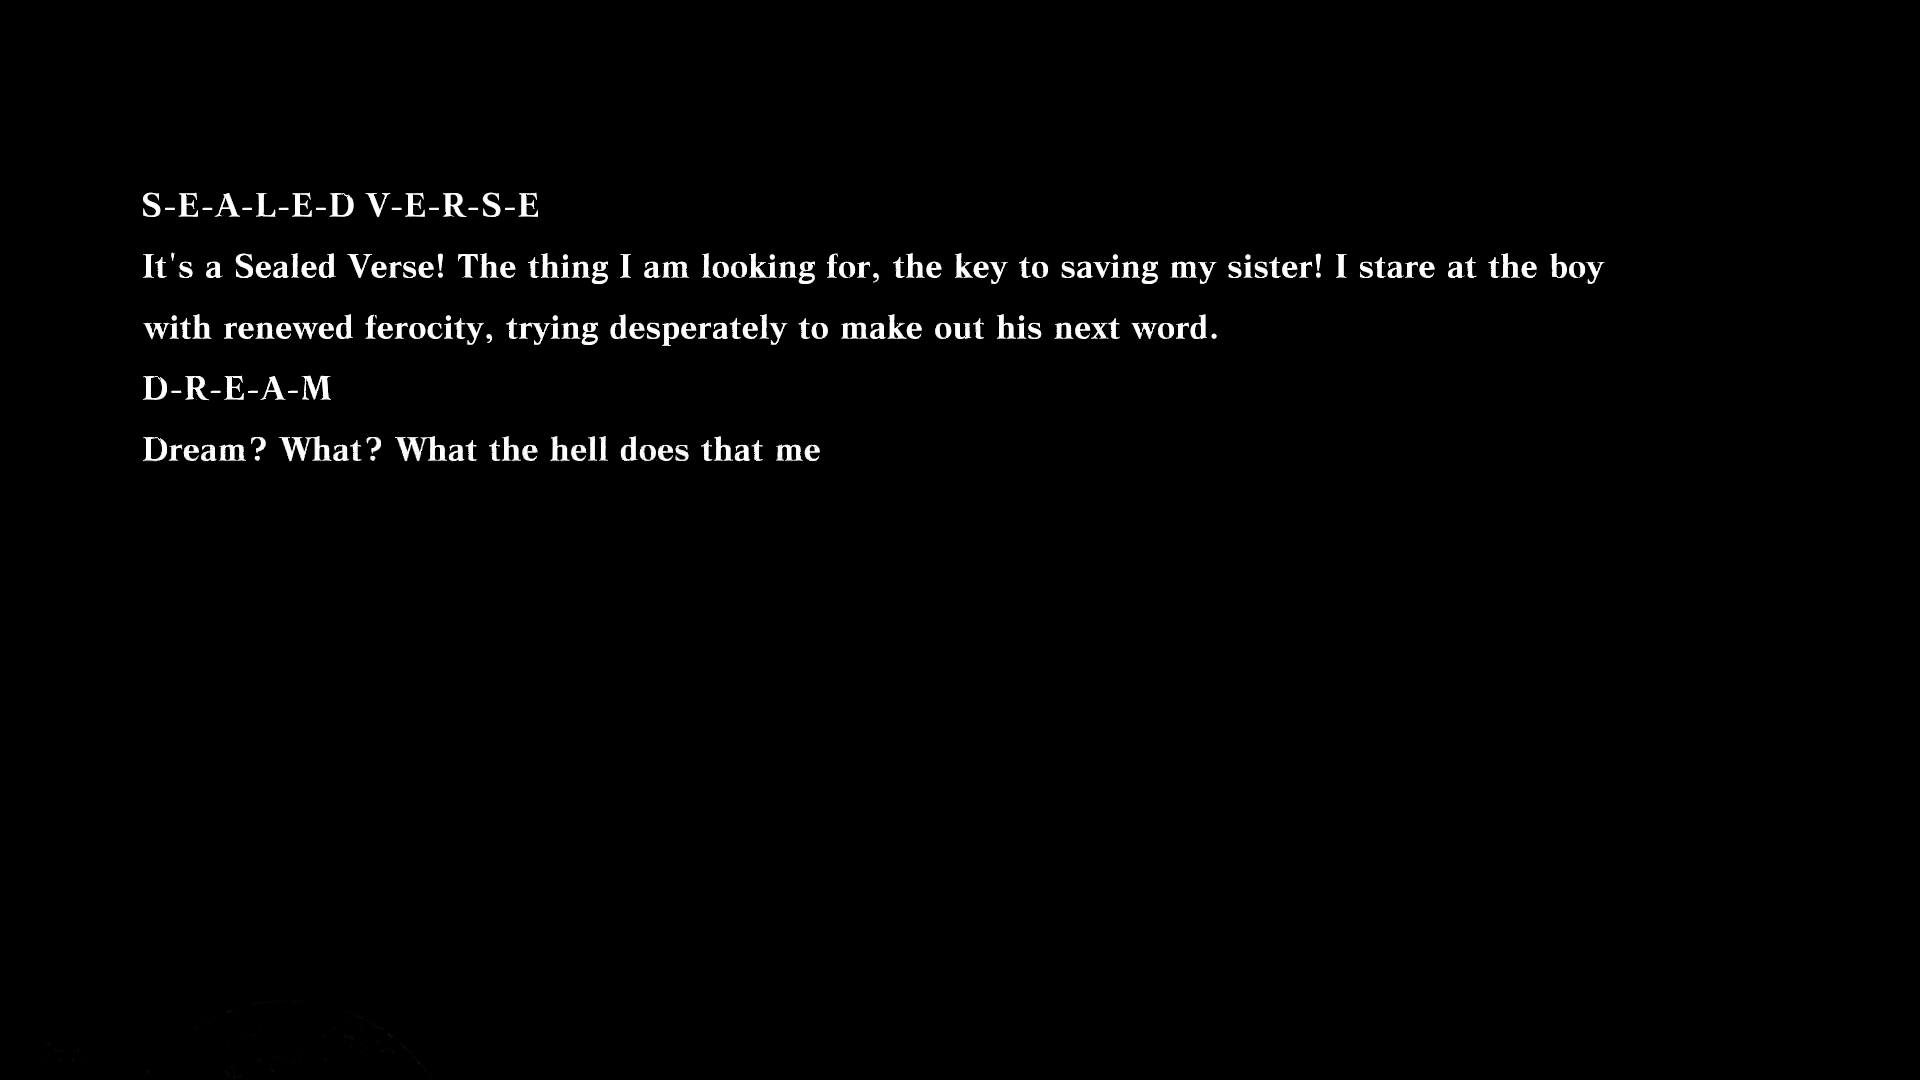 S-E-A-L-E-D V-E-R-S-E
It's a Sealed Verse! The thing I am looking for, the key to saving my sister! I stare at the boy
with renewed ferocity, trying desperately to make out his next word.
D-R-E-A-M
Dream? What? What the hell does that me